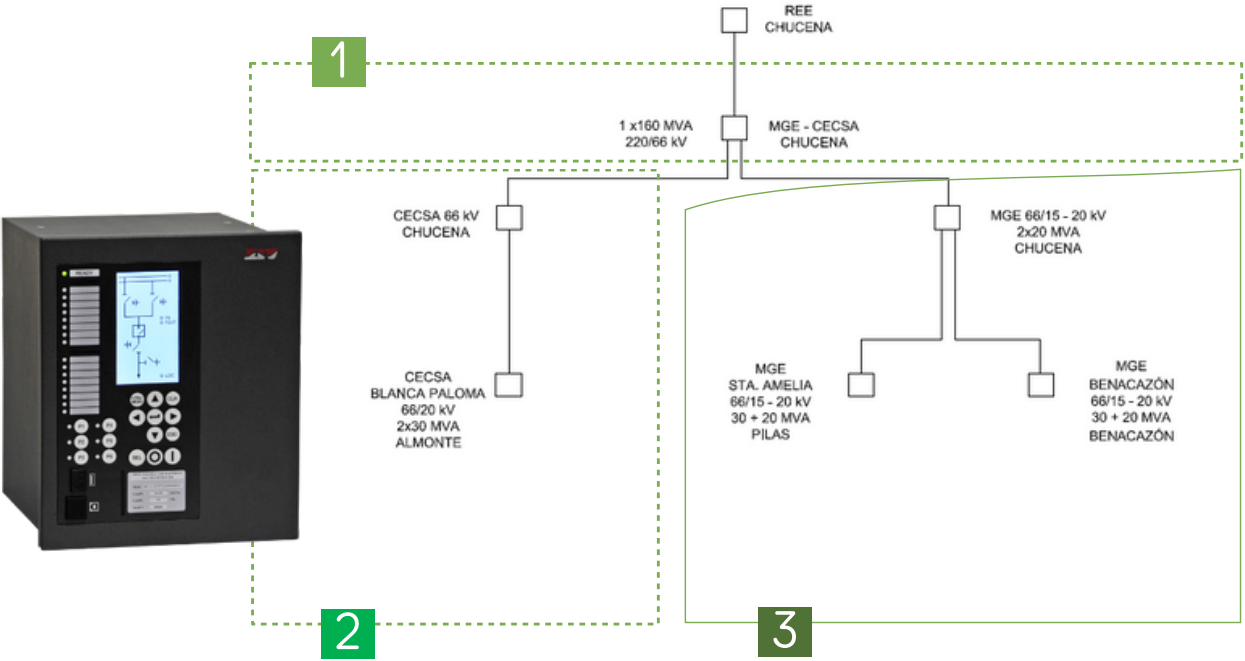 REE
CHUCENA
1
1 x160 MVA
220/66 kV
MGE - CECSA
CHUCENA
CECSA 66 kV
CHUCENA
MGE 66/15 - 20 kV
2x20 MVA
CHUCENA
READY
CECSA
BLANCA PALOMA
66/20 kV
2x30 MVA
ALMONTE
MGE
STA. AMELIA
66/15 - 20 kV
30 + 20 MVA
PILAS
MGE
BENACAZÓN
66/15 - 20 kV
30 + 20 MVA
BENACAZÓN
SEL
2
3